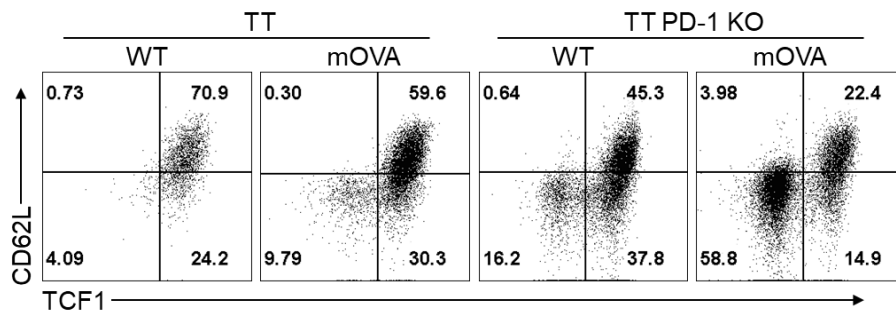 TT TT PD-1 KO
WT mOVA WT mOVA
0.73 70.9 0.30 59.6 0.64 45.3 3.98 22.4
4.09 24.2 9.79 30.3 16.2 37.8 58.8 14.9
CD62L
TCF1